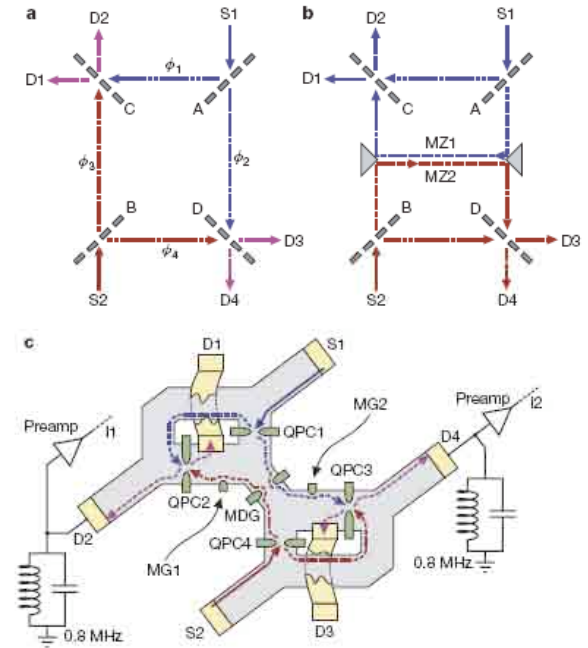 a
D2
S1
D1
ϕ1
C
A
ϕ3
ϕ2
B
D
ϕ4
D3
S2
D4
b
D2
S1
D1
C
A
MZ1
MZ2
B
D
D3
S2
D4
c
D1
S1
Preamp
I1
QPC1
MG2
Preamp
I2
D4
QPC3
QPC2
MDG
D2
QPC4
MG1
0.8 MHz
S2
D3
0.8 MHz